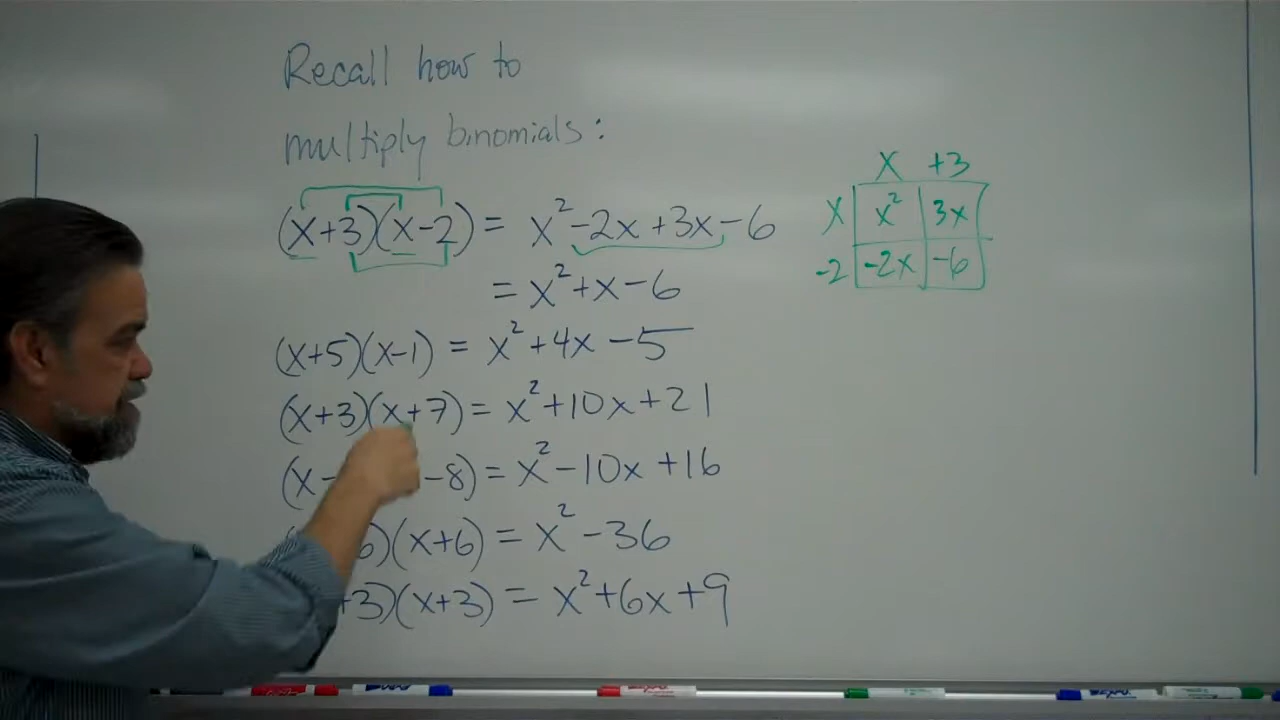 Recall how to
multiply binomials:
(x+3)(x-2) = x²-2x+3x-6
= x²+x-6
(x+5)(x-1) = x²+4x-5
(x+3)(x+7) = x²+10x+21
(x- -8) = x²-10x+16
6)(x+6) = x²-36
+3)(x+3) = x²+6x+9
x +3
x x² 3x
-2 -2x -6